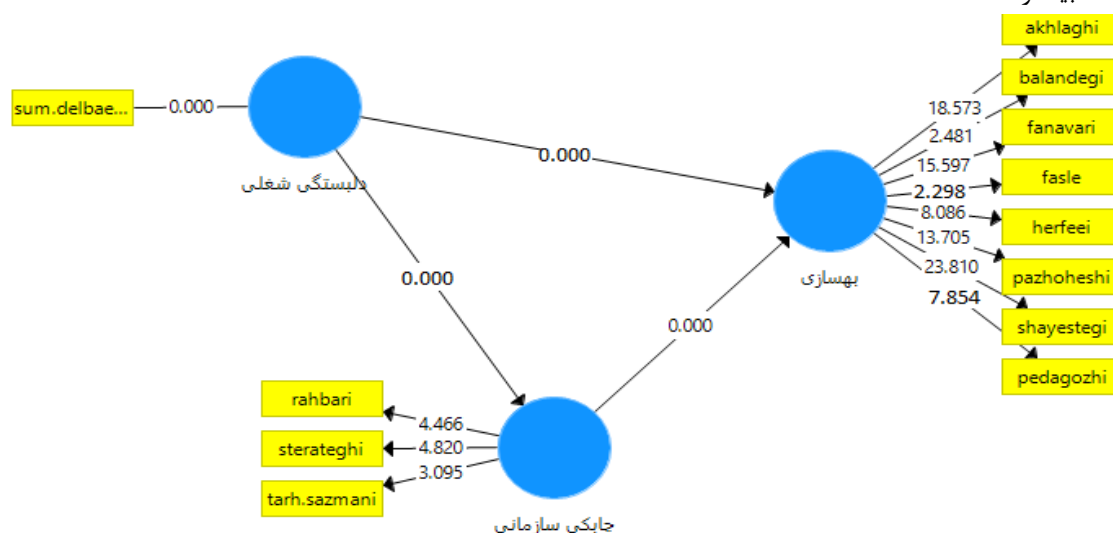 akhlaghi
balandegi
fanavari
fasle
herfeei
pazhoheshi
shayestegi
pedagozhi
18.573
2.481
15.597
2.298
8.086
13.705
23.810
7.854
sum.delbae...
0.000
دلبستگی شغلی
0.000
بهسازی
0.000
0.000
rahbari
sterateghi
tarh.sazmani
4.466
4.820
3.095
چابکی سازمانی